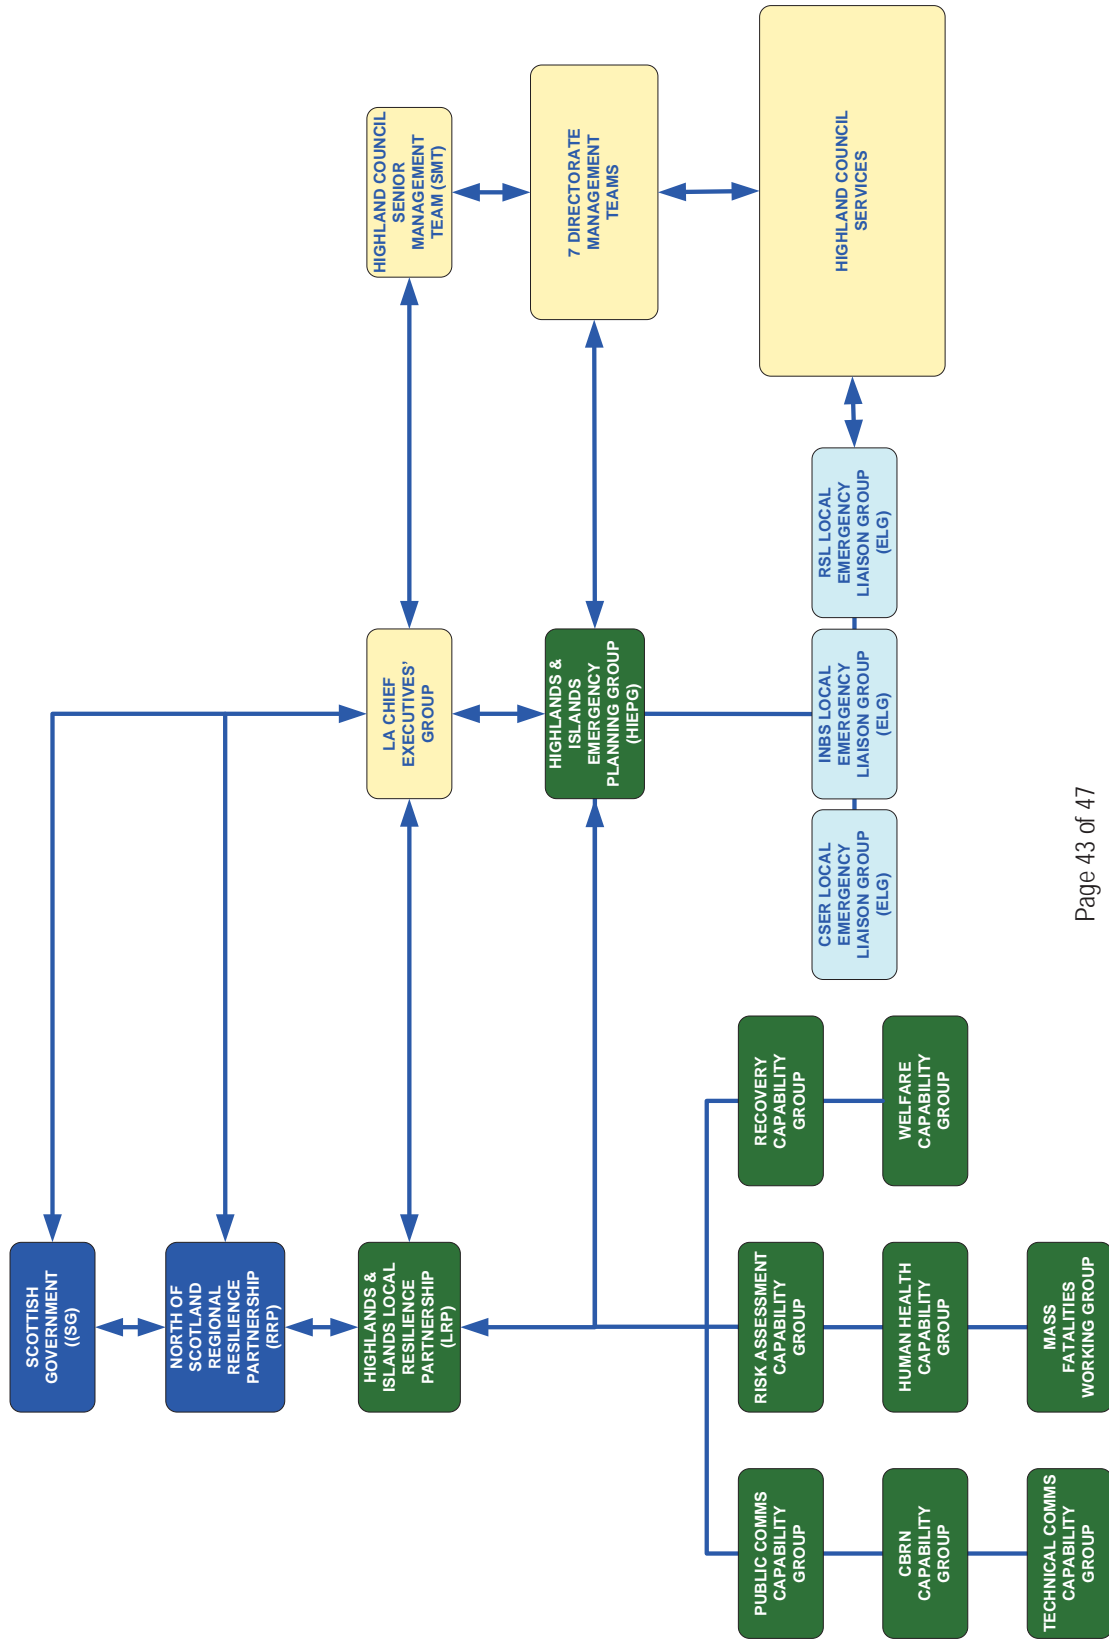 SCOTTISH
GOVERNMENT
((SG)
NORTH OF
SCOTLAND
REGIONAL
RESILIENCE
PARTNERSHIP
(RRP)
HIGHLANDS &
ISLANDS LOCAL
RESILIENCE
PARTNERSHIP
(LRP)
LA CHIEF
EXECUTIVES'
GROUP
HIGHLAND COUNCIL
SENIOR
MANAGEMENT
TEAM (SMT)
HIGHLANDS &
ISLANDS
EMERGENCY
PLANNING GROUP
(HIEPG)
7 DIRECTORATE
MANAGEMENT
TEAMS
PUBLIC COMMS
CAPABILITY
GROUP
RISK ASSESSMENT
CAPABILITY
GROUP
RECOVERY
CAPABILITY
GROUP
CSER LOCAL
EMERGENCY
LIAISON GROUP
(ELG)
INBS LOCAL
EMERGENCY
LIAISON GROUP
(ELG)
RSL LOCAL
EMERGENCY
LIAISON GROUP
(ELG)
HIGHLAND COUNCIL
SERVICES
CBRN
CAPABILITY
GROUP
HUMAN HEALTH
CAPABILITY
GROUP
WELFARE
CAPABILITY
GROUP
TECHNICAL COMMS
CAPABILITY
GROUP
MASS
FATALITIES
WORKING GROUP
Page 43 of 47